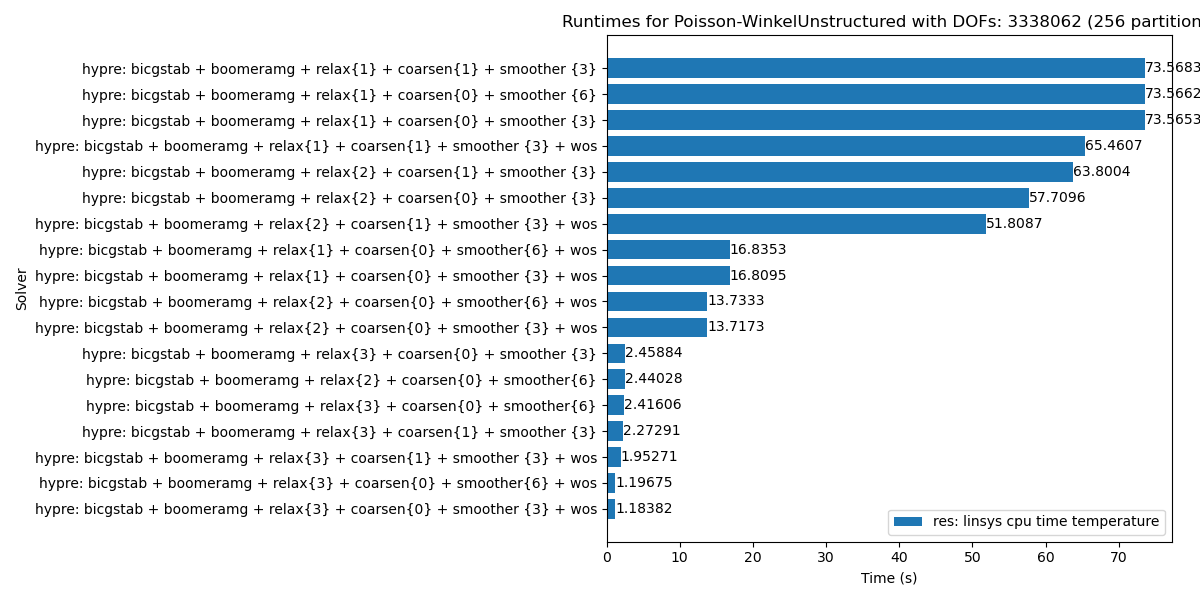 Runtimes for Poisson-WinkelUnstructured with DOFs: 3338062 (256 partition
hypre: bicgstab + boomeramg + relax{1} + coarsen{1} + smoother {3} 73.5683
hypre: bicgstab + boomeramg + relax{1} + coarsen{0} + smoother {6} 73.5662
hypre: bicgstab + boomeramg + relax{1} + coarsen{0} + smoother {3} 73.5653
hypre: bicgstab + boomeramg + relax{1} + coarsen{1} + smoother {3} + wos 65.4607
hypre: bicgstab + boomeramg + relax{2} + coarsen{1} + smoother {3} 63.8004
hypre: bicgstab + boomeramg + relax{2} + coarsen{0} + smoother {3} 57.7096
hypre: bicgstab + boomeramg + relax{2} + coarsen{1} + smoother {3} + wos 51.8087
hypre: bicgstab + boomeramg + relax{1} + coarsen{0} + smoother{6} + wos 16.8353
hypre: bicgstab + boomeramg + relax{1} + coarsen{0} + smoother {3} + wos 16.8095
hypre: bicgstab + boomeramg + relax{2} + coarsen{0} + smoother{6} + wos 13.7333
hypre: bicgstab + boomeramg + relax{2} + coarsen{0} + smoother {3} + wos 13.7173
hypre: bicgstab + boomeramg + relax{3} + coarsen{0} + smoother {3} 2.45884
hypre: bicgstab + boomeramg + relax{2} + coarsen{0} + smoother{6} 2.44028
hypre: bicgstab + boomeramg + relax{3} + coarsen{0} + smoother{6} 2.41606
hypre: bicgstab + boomeramg + relax{3} + coarsen{1} + smoother {3} 2.27291
hypre: bicgstab + boomeramg + relax{3} + coarsen{1} + smoother {3} + wos 1.95271
hypre: bicgstab + boomeramg + relax{3} + coarsen{0} + smoother{6} + wos 1.19675
hypre: bicgstab + boomeramg + relax{3} + coarsen{0} + smoother {3} + wos 1.18382
Solver
res: linsys cpu time temperature
0 10 20 30 40 50 60 70
Time (s)